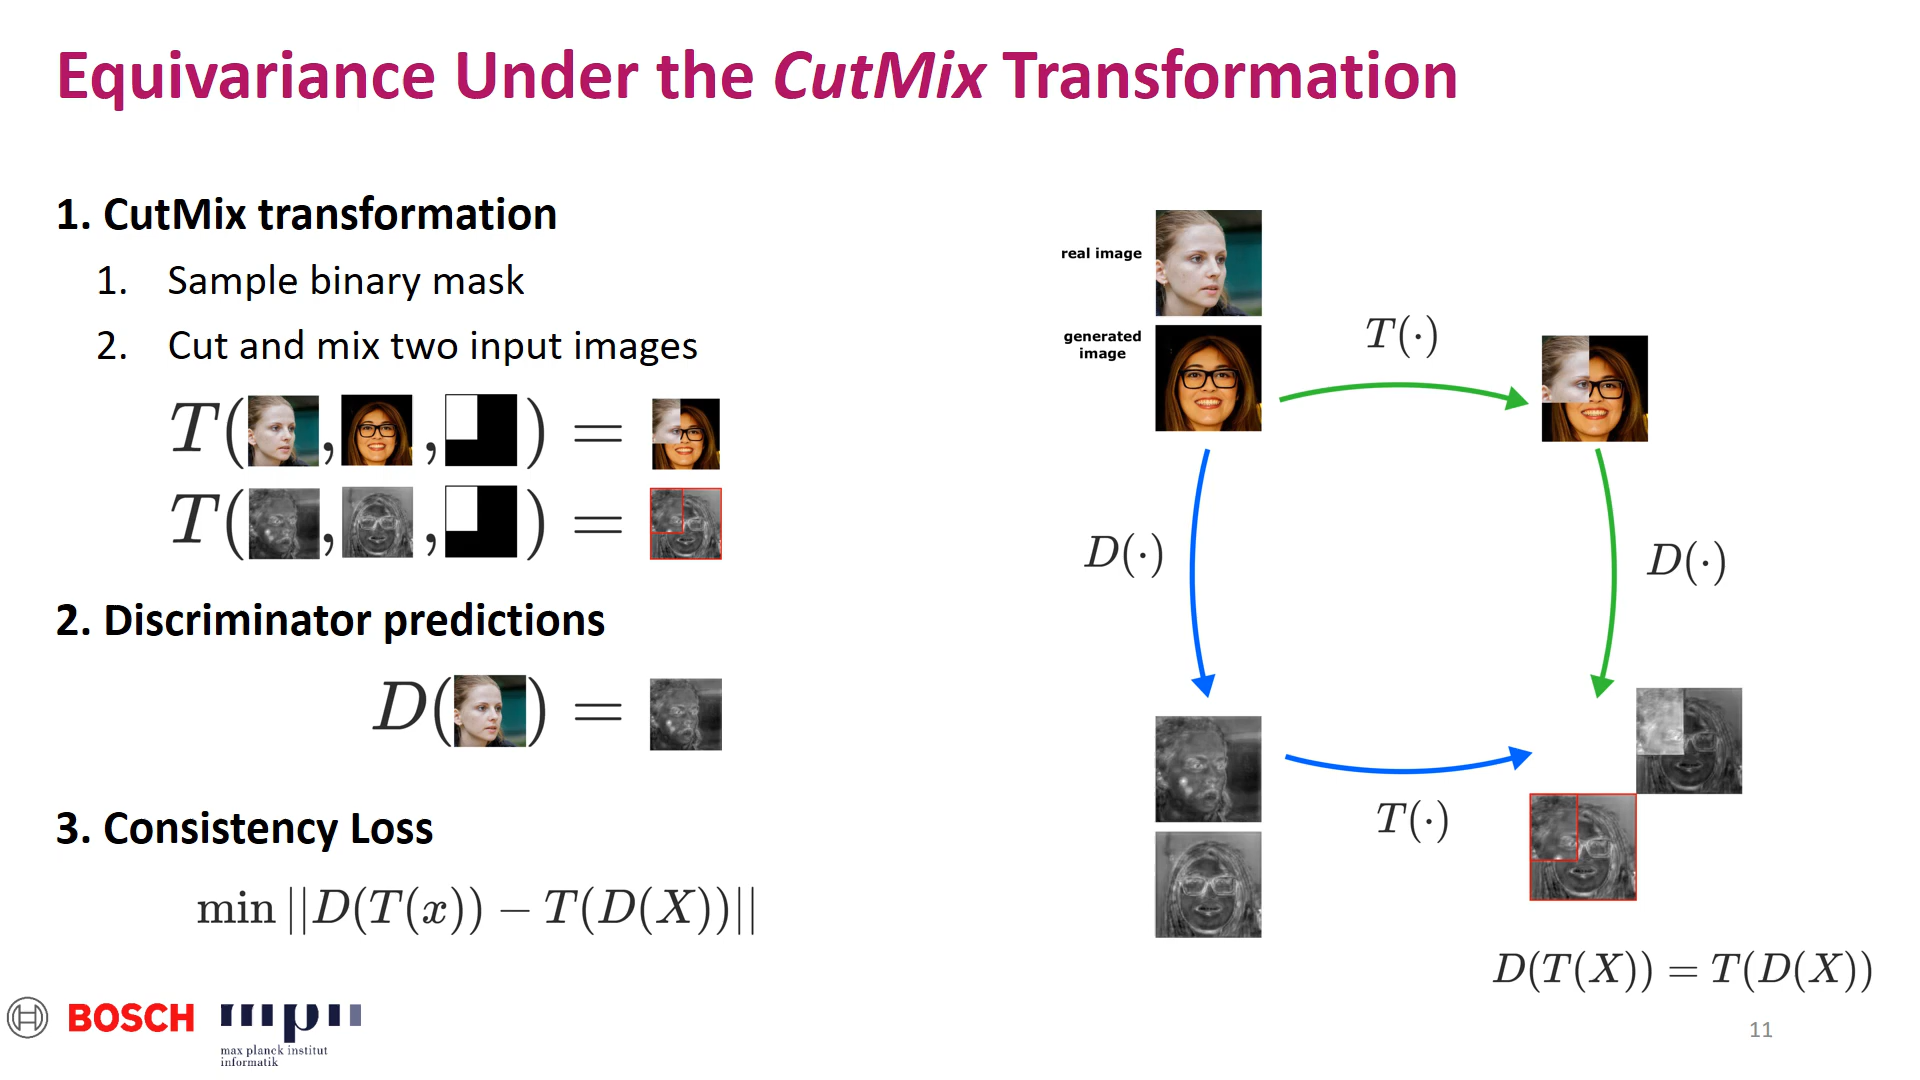 Equivariance Under the CutMix Transformation
1. CutMix transformation
1. Sample binary mask
2. Cut and mix two input images
T( , , ) =
T( , , ) =
2. Discriminator predictions
D( ) =
3. Consistency Loss
min ||D(T(x)) − T(D(X))||
real image
generated
image
T(·)
D(·)
D(·)
T(·)
D(T(X)) = T(D(X))
BOSCH
mpii
max planck institut
informatik
11